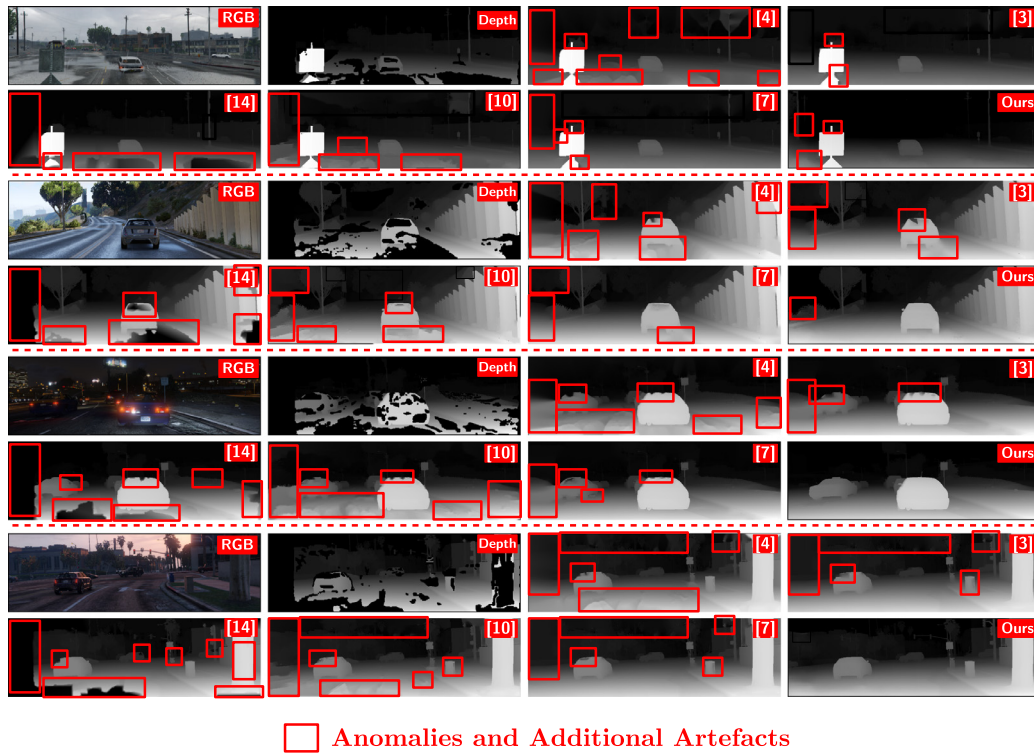 RGB Depth [4] [3]
[14] [10] [7] Ours
RGB Depth [4] [3]
[14] [10] [7] Ours
RGB Depth [4] [3]
[14] [10] [7] Ours
RGB Depth [4] [3]
[14] [10] [7] Ours
Anomalies and Additional Artefacts